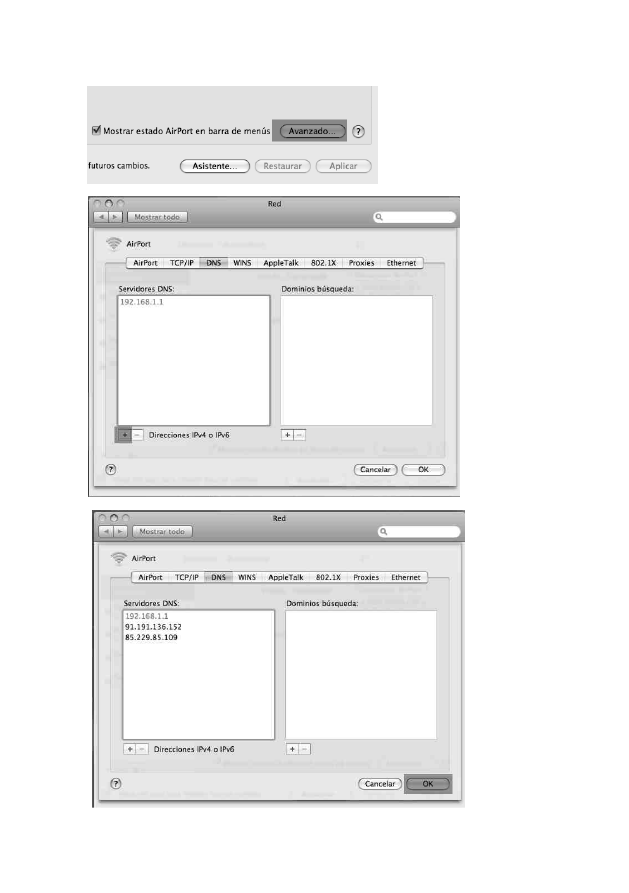 Mostrar estado AirPort en barra de menús Avanzado... ?
futuros cambios. Asistente... Restaurar Aplicar
Red
Mostrar todo
AirPort
AirPort TCP/IP DNS WINS AppleTalk 802.1X Proxies Ethernet
Servidores DNS: Dominios búsqueda:
192.168.1.1
+ − Direcciones IPv4 o IPv6 + −
? Cancelar OK
Red
Mostrar todo
AirPort
AirPort TCP/IP DNS WINS AppleTalk 802.1X Proxies Ethernet
Servidores DNS: Dominios búsqueda:
192.168.1.1
91.191.136.152
85.229.85.109
+ − Direcciones IPv4 o IPv6 + −
? Cancelar OK